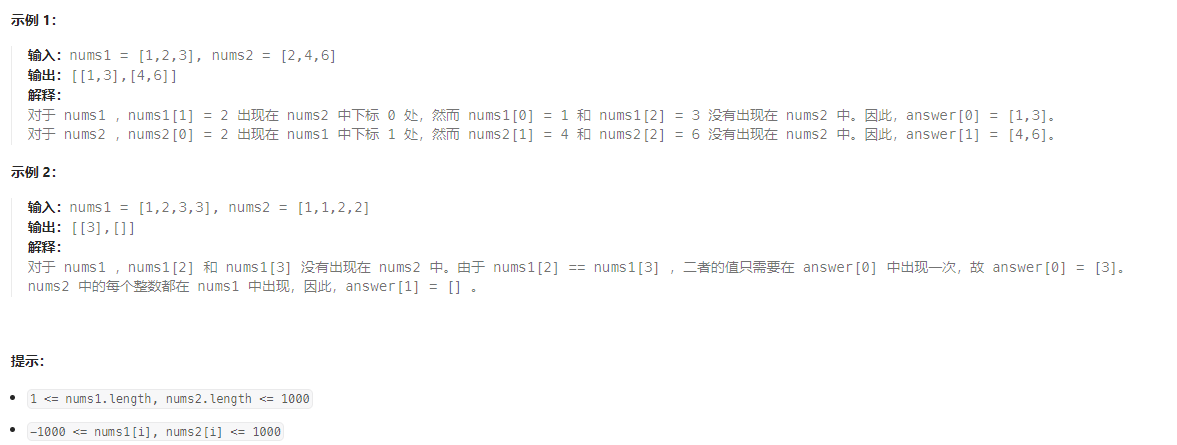 示例 1：
输入：nums1 = [1,2,3], nums2 = [2,4,6]
输出：[[1,3],[4,6]]
解释：
对于 nums1 ，nums1[1] = 2 出现在 nums2 中下标 0 处，然而 nums1[0] = 1 和 nums1[2] = 3 没有出现在 nums2 中。因此，answer[0] = [1,3]。
对于 nums2 ，nums2[0] = 2 出现在 nums1 中下标 1 处，然而 nums2[1] = 4 和 nums2[2] = 6 没有出现在 nums2 中。因此，answer[1] = [4,6]。
示例 2：
输入：nums1 = [1,2,3,3], nums2 = [1,1,2,2]
输出：[[3],[]]
解释：
对于 nums1 ，nums1[2] 和 nums1[3] 没有出现在 nums2 中。由于 nums1[2] == nums1[3] ，二者的值只需要在 answer[0] 中出现一次，故 answer[0] = [3]。
nums2 中的每个整数都在 nums1 中出现，因此，answer[1] = [] 。
提示：
1 <= nums1.length, nums2.length <= 1000
-1000 <= nums1[i], nums2[i] <= 1000